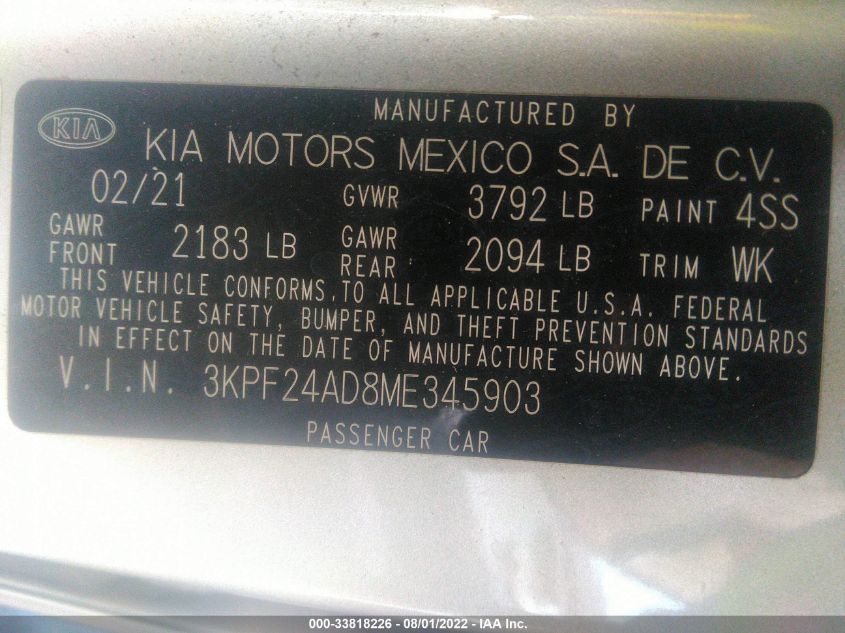 MANUFACTURED BY
KIA KIA MOTORS MEXICO S.A. DE C.V.
02/21 GVWR 3792 LB PAINT 4SS
GAWR FRONT 2183 LB GAWR REAR : 2094 LB TRIM WK
THIS VEHICLE CONFORMS TO ALL APPLICABLE U.S.A. FEDERAL
MOTOR VEHICLE SAFETY, BUMPER, AND THEFT PREVENTION STANDARDS
IN EFFECT ON THE DATE OF MANUFACTURE SHOWN ABOVE.
V.I.N. 3KPF24AD8ME345903
PASSENGER CAR
000-33818226 - 08/01/2022 - IAA Inc.